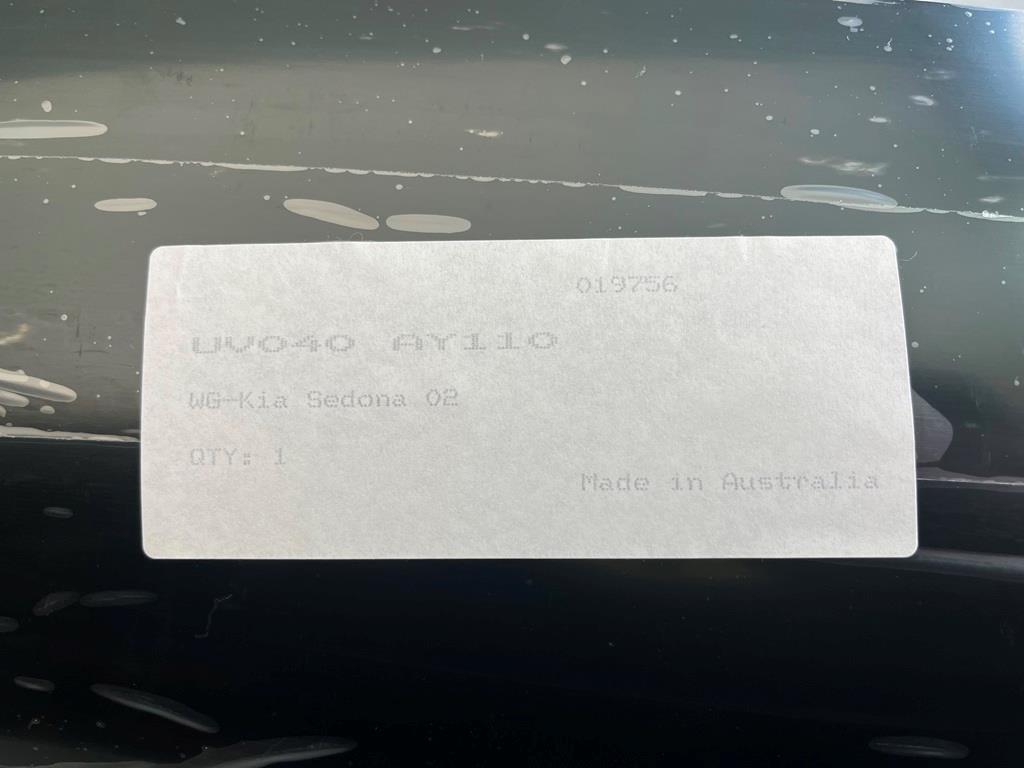 019756
UV040 AY110
WG-Kia Sedona 02
QTY: 1
Made in Australia